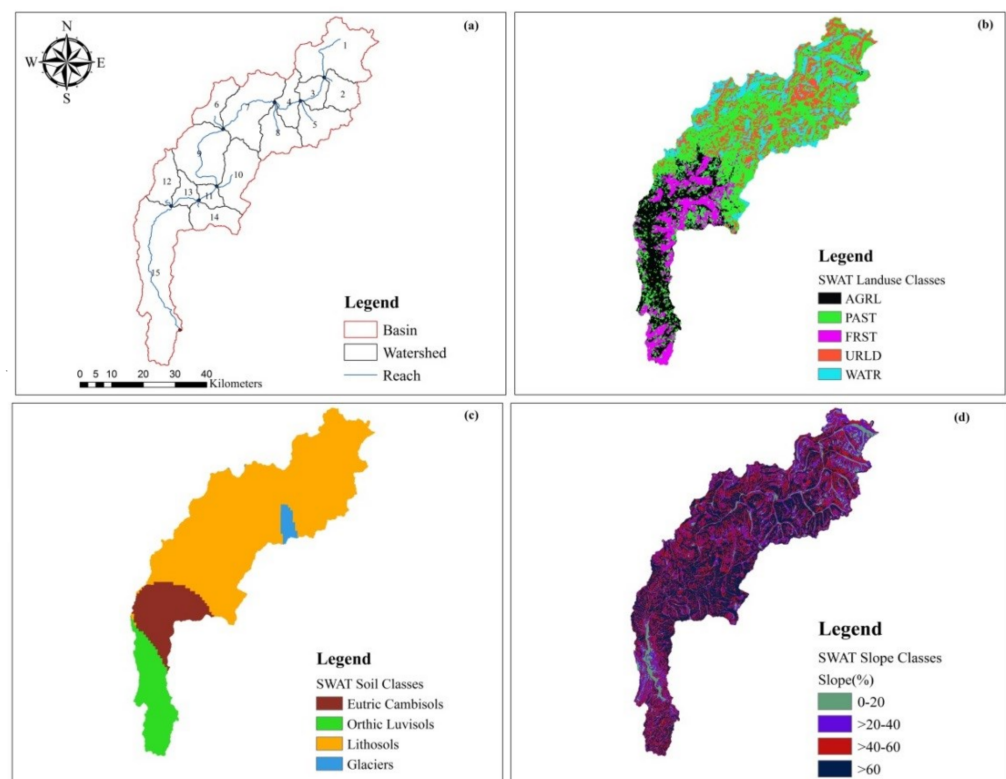 (a)
N
W
E
S
1
2
3
4
5
6
7
8
9
10
11
12
13
14
15
Legend
Basin
Watershed
Reach
0 5 10 20 30 40
Kilometers
(b)
Legend
SWAT Landuse Classes
AGRL
PAST
FRST
URLD
WATR
(c)
Legend
SWAT Soil Classes
Eutric Cambisols
Orthic Luvisols
Lithosols
Glaciers
(d)
Legend
SWAT Slope Classes
Slope(%)
0-20
>20-40
>40-60
>60